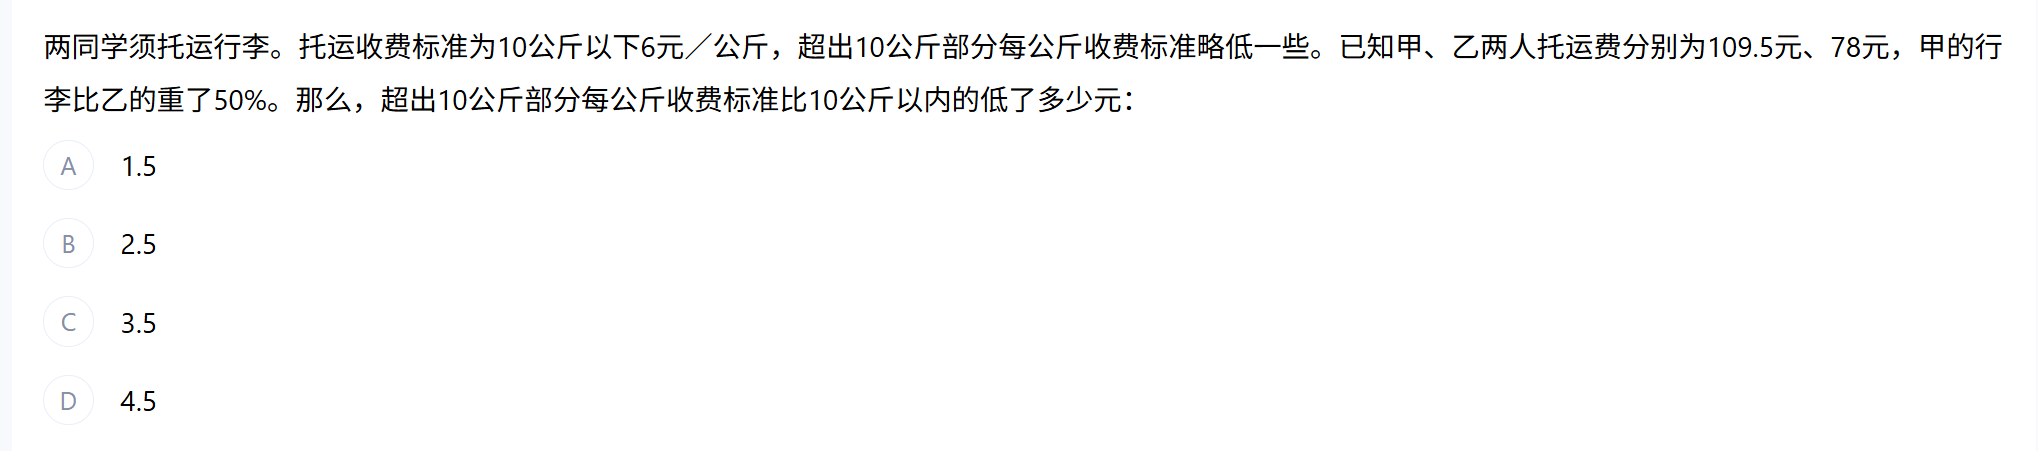 两同学须托运行李。托运收费标准为10公斤以下6元／公斤，超出10公斤部分每公斤收费标准略低一些。已知甲、乙两人托运费分别为109.5元、78元，甲的行
李比乙的重了50%。那么，超出10公斤部分每公斤收费标准比10公斤以内的低了多少元：
A 1.5
B 2.5
C 3.5
D 4.5